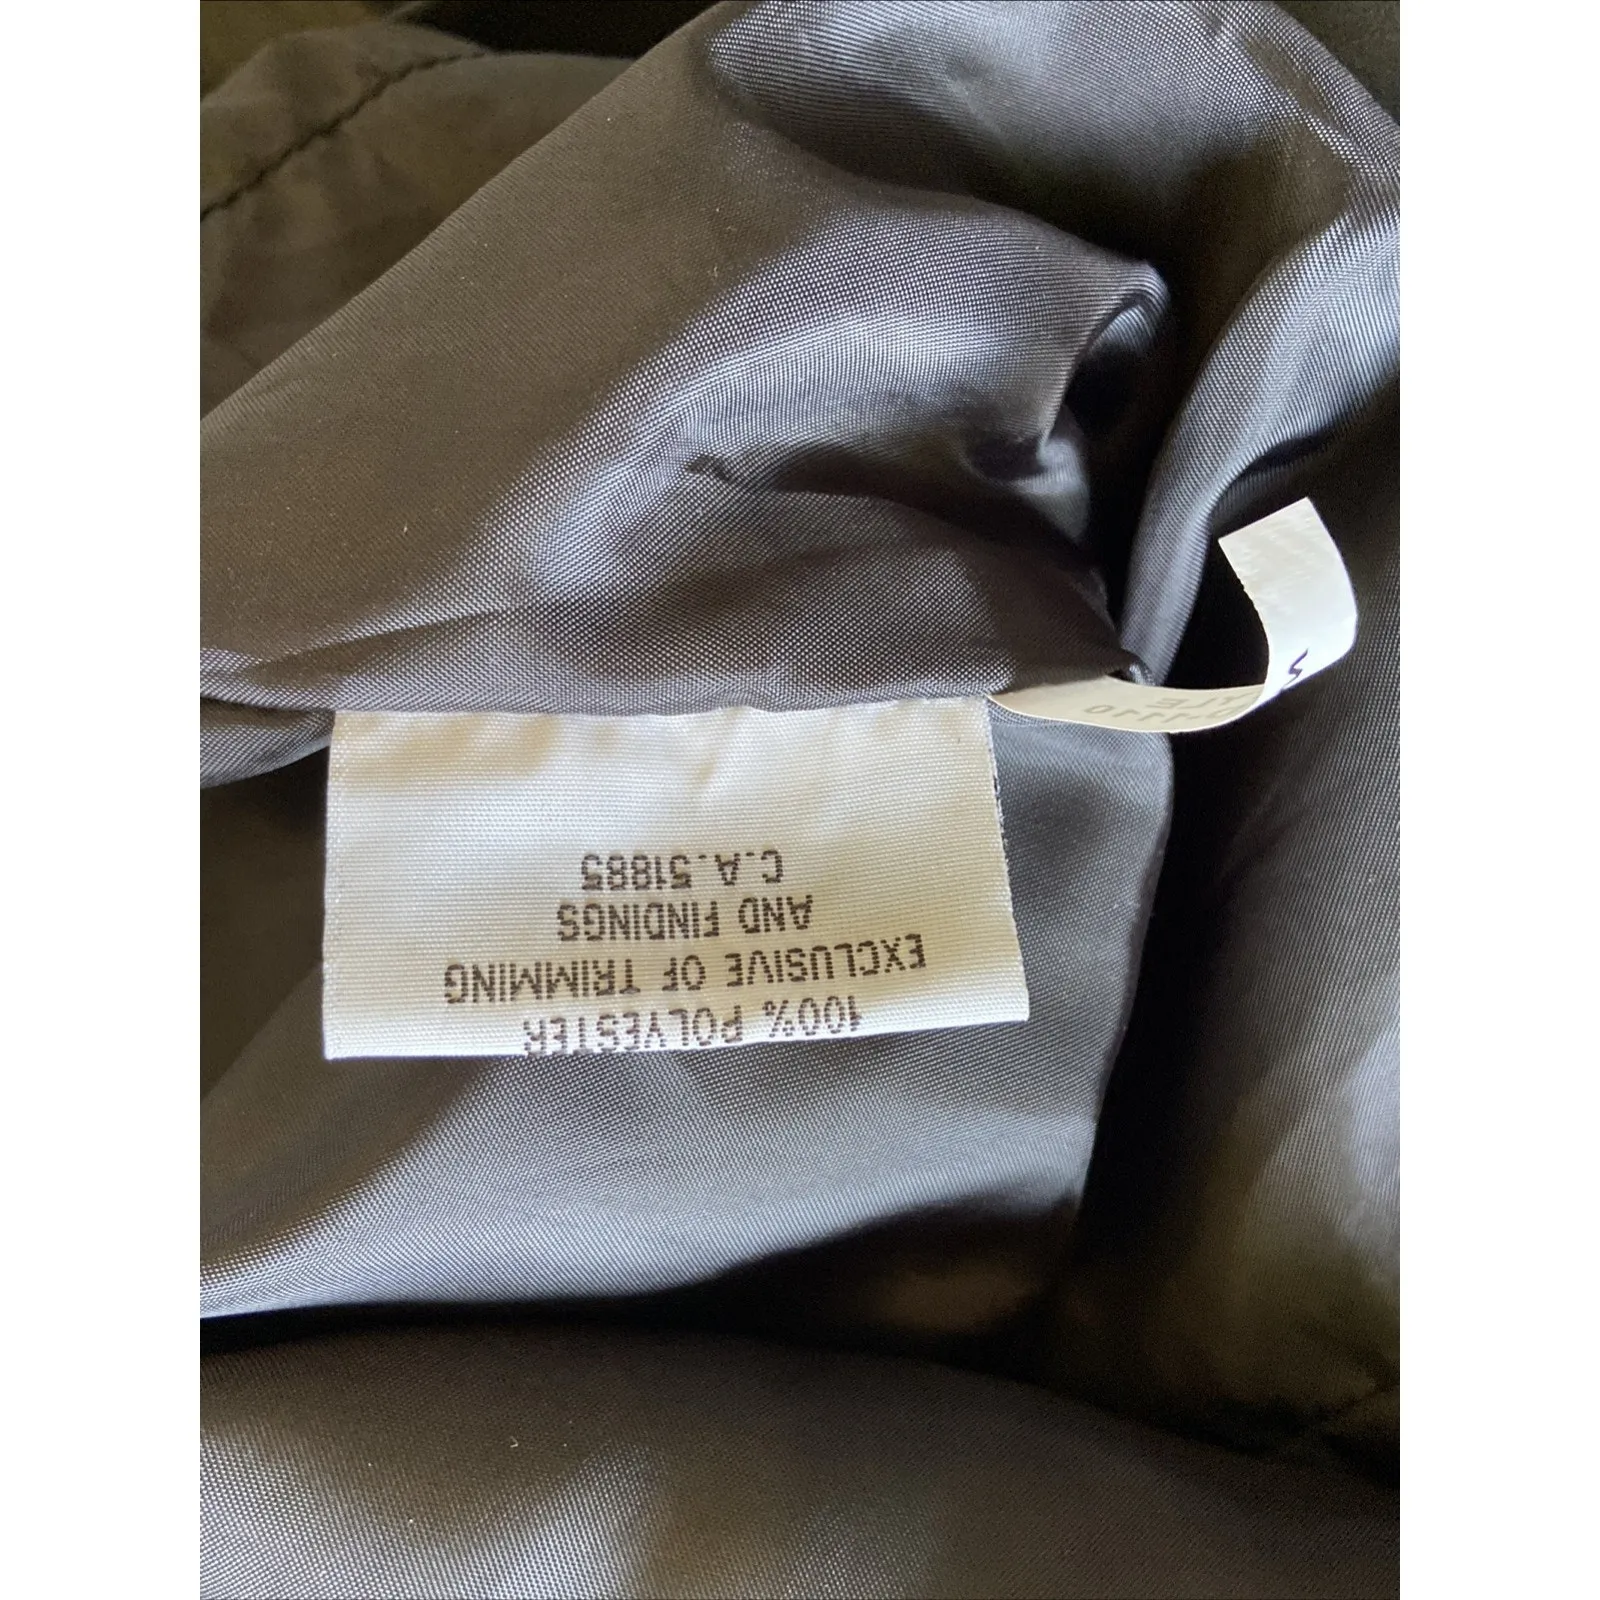 100% POLYESTER
EXCLUSIVE OF TRIMMING
AND FINDINGS
C.A.51885